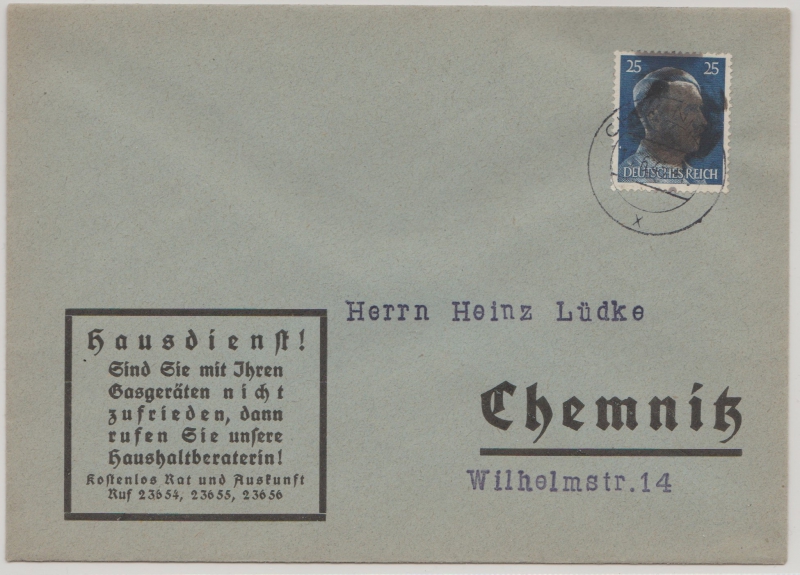 25 25
DEUTSCHES REICH
x
Herrn Heinz Lüdke
Chemnitz
Wilhelmstr.14
Hausdienst!
Sind Sie mit Ihren
Gasgeräten nicht
zufrieden, dann
rufen Sie unsere
Haushaltberaterin!
Kostenlos Rat und Auskunft
Ruf 23654, 23655, 23656